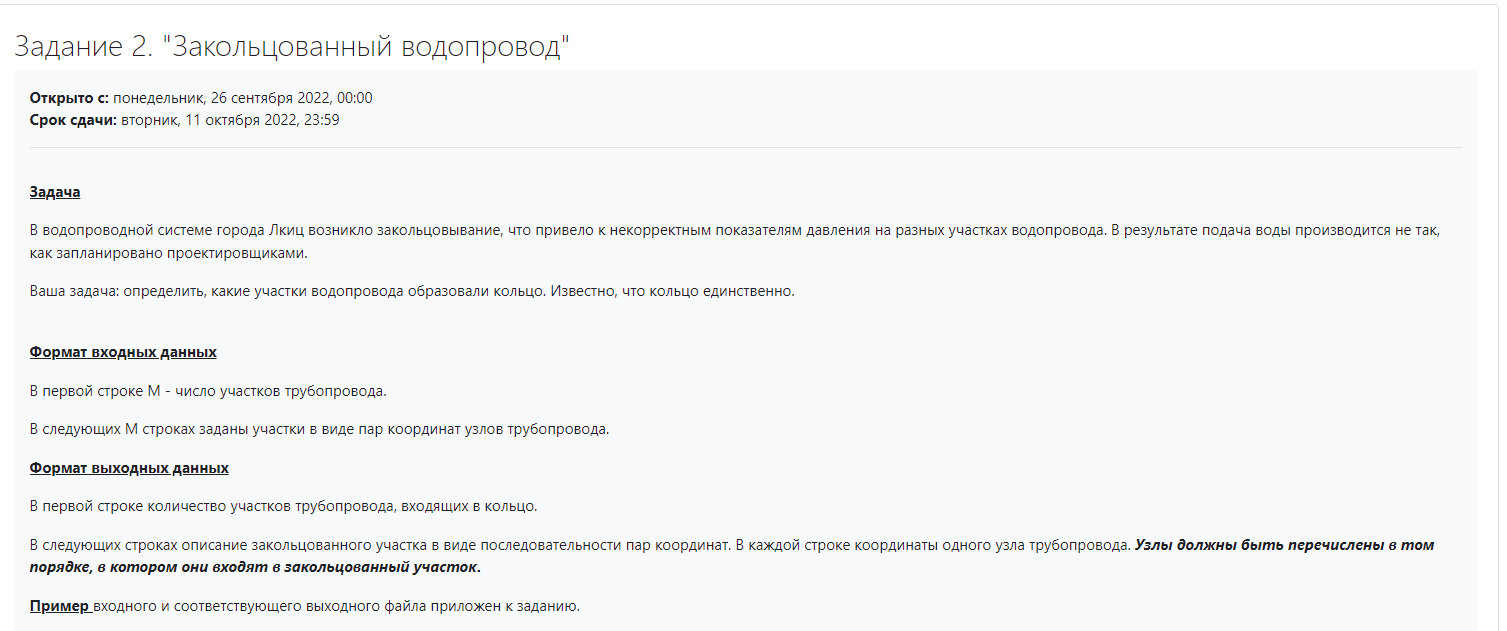 Задание 2. "Закольцованный водопровод"
Открыто с: понедельник, 26 сентября 2022, 00:00
Срок сдачи: вторник, 11 октября 2022, 23:59
Задача
В водопроводной системе города Лкиц возникло закольцовывание, что привело к некорректным показателям давления на разных участках водопровода. В результате подача воды производится не так,
как запланировано проектировщиками.
Ваша задача: определить, какие участки водопровода образовали кольцо. Известно, что кольцо единственно.
Формат входных данных
В первой строке M - число участков трубопровода.
В следующих M строках заданы участки в виде пар координат узлов трубопровода.
Формат выходных данных
В первой строке количество участков трубопровода, входящих в кольцо.
В следующих строках описание закольцованного участка в виде последовательности пар координат. В каждой строке координаты одного узла трубопровода. Узлы должны быть перечислены в том
порядке, в котором они входят в закольцованный участок.
Пример входного и соответствующего выходного файла приложен к заданию.